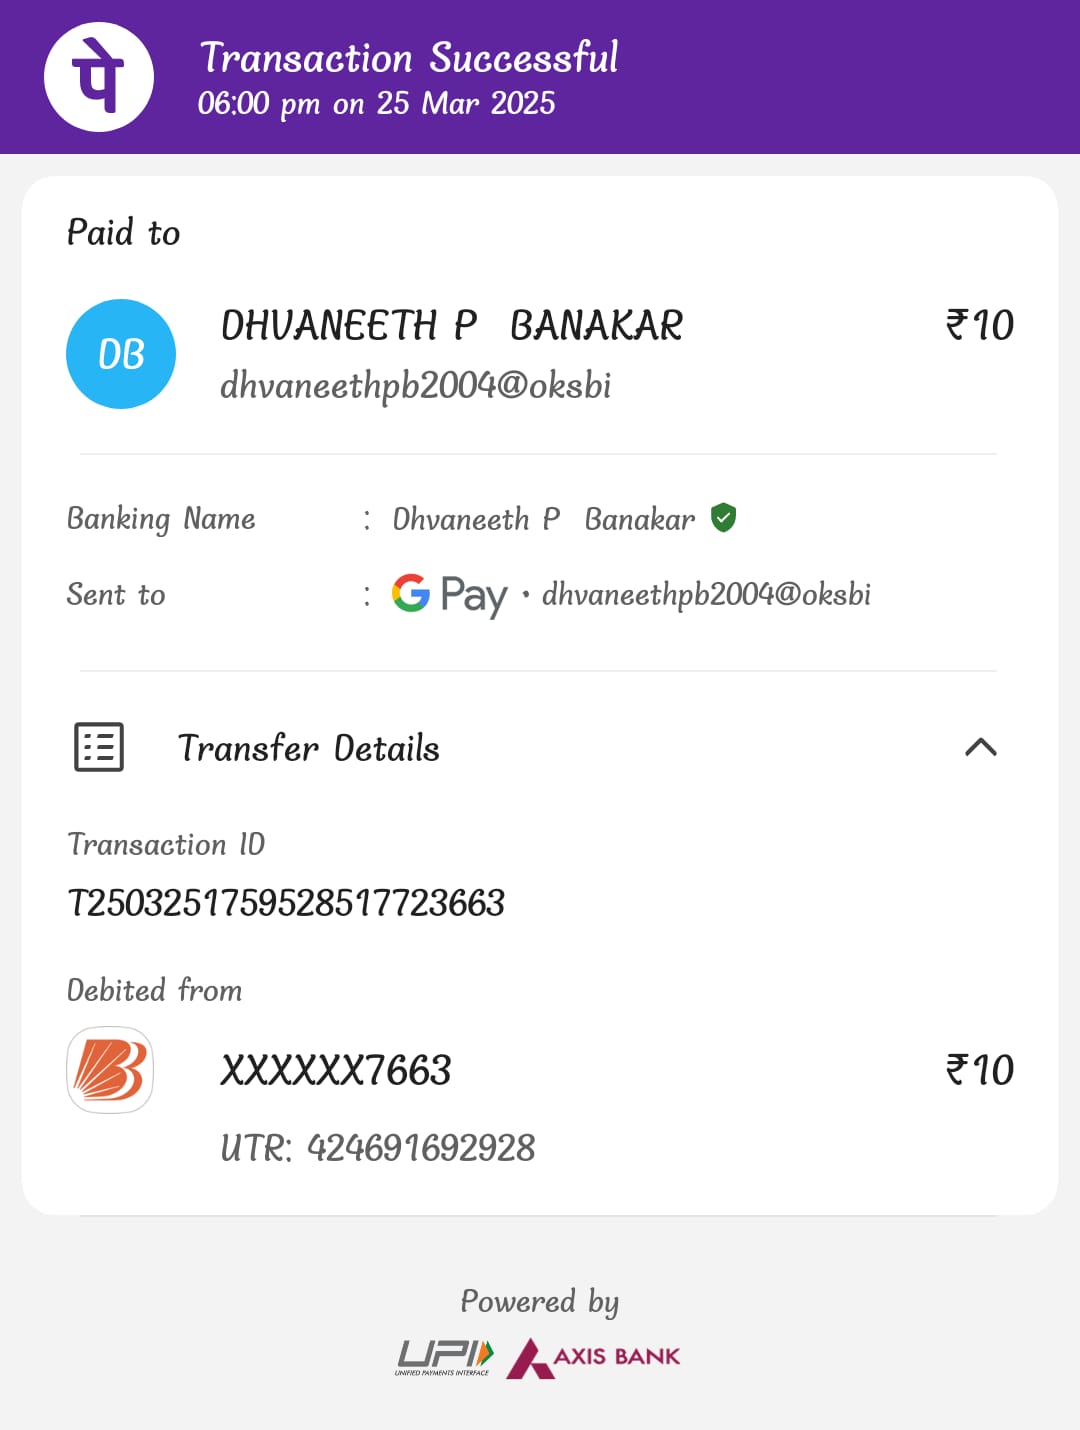 पे
Transaction Successful
06:00 pm on 25 Mar 2025
Paid to
DB
DHVANEETH P BANAKAR ₹10
dhvaneethpb2004@oksbi
Banking Name : Dhvaneeth P Banakar
Sent to : G Pay • dhvaneethpb2004@oksbi
Transfer Details
Transaction ID
T2503251759528517723663
Debited from
XXXXXX7663 ₹10
UTR: 424691692928
Powered by
UPI AXIS BANK
UNIFIED PAYMENTS INTERFACE